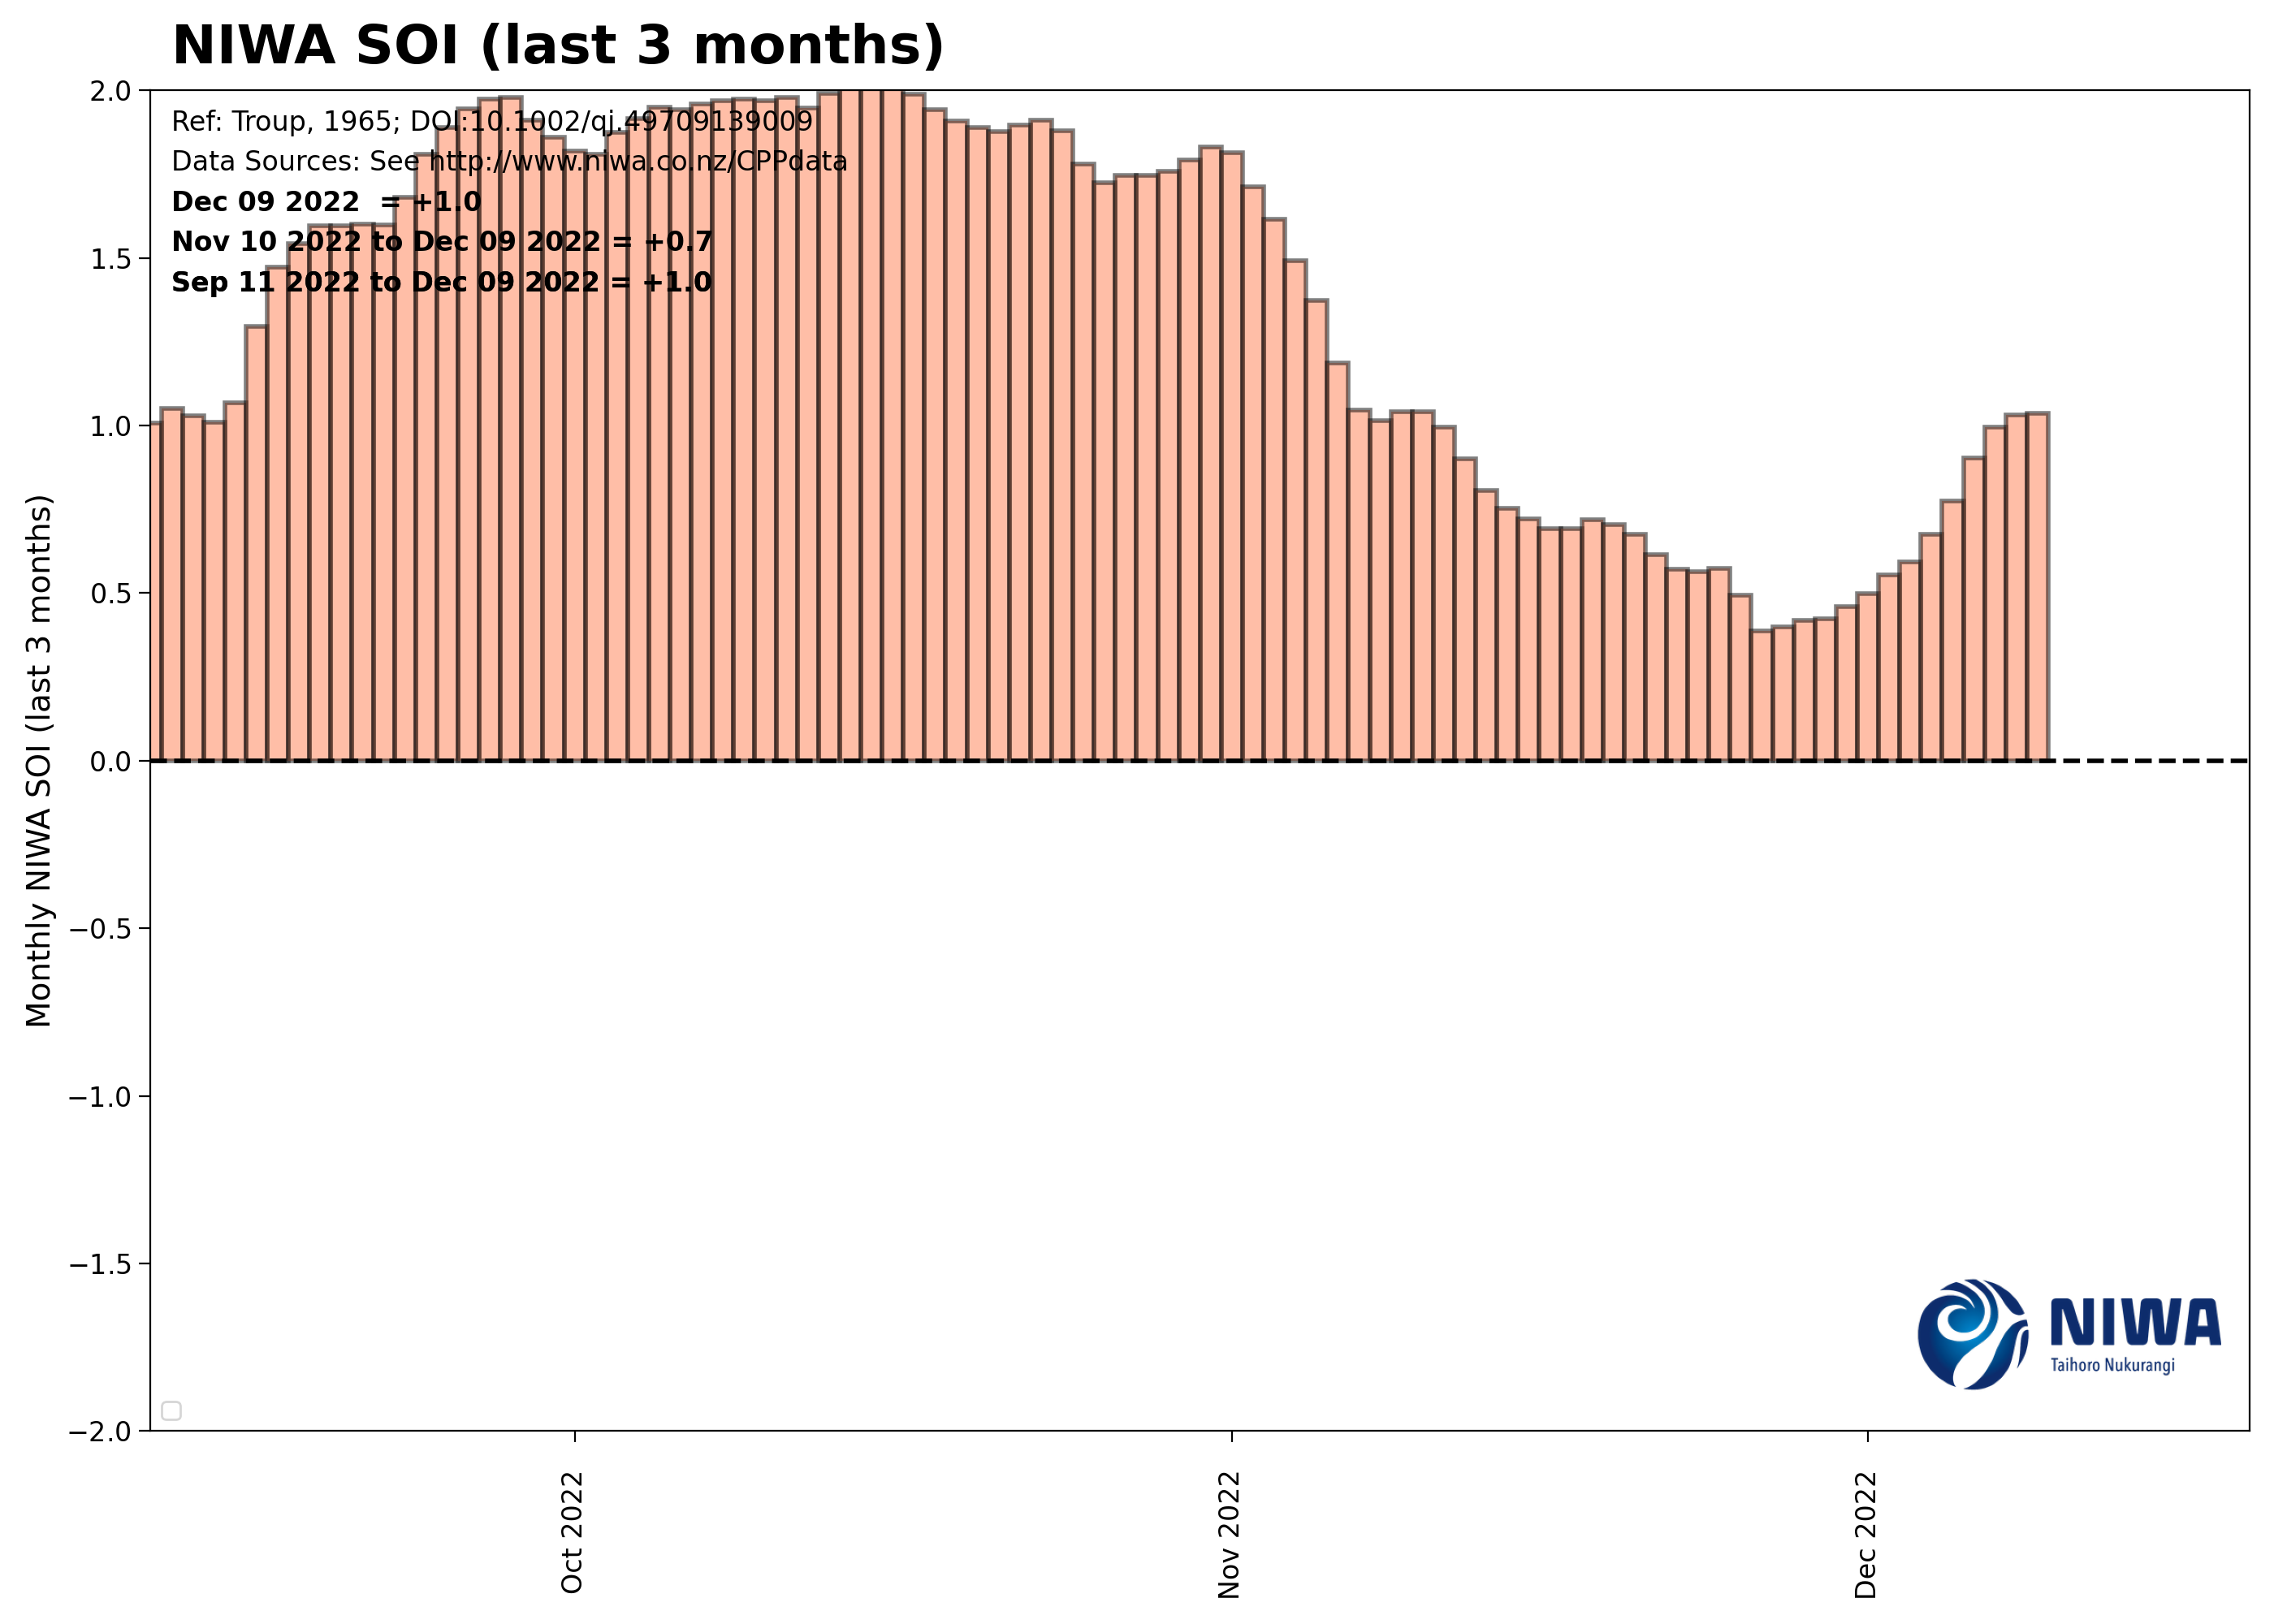 NIWA SOI (last 3 months)
2.0
1.5
1.0
0.5
0.0
−0.5
−1.0
−1.5
−2.0
Monthly NIWA SOI (last 3 months)
Ref: Troup, 1965; DOI:10.1002/qj.49709139009
Data Sources: See http://www.niwa.co.nz/CPPdata
Dec 09 2022 = +1.0
Nov 10 2022 to Dec 09 2022 = +0.7
Sep 11 2022 to Dec 09 2022 = +1.0
NIWA
Taihoro Nukurangi
Oct 2022
Nov 2022
Dec 2022